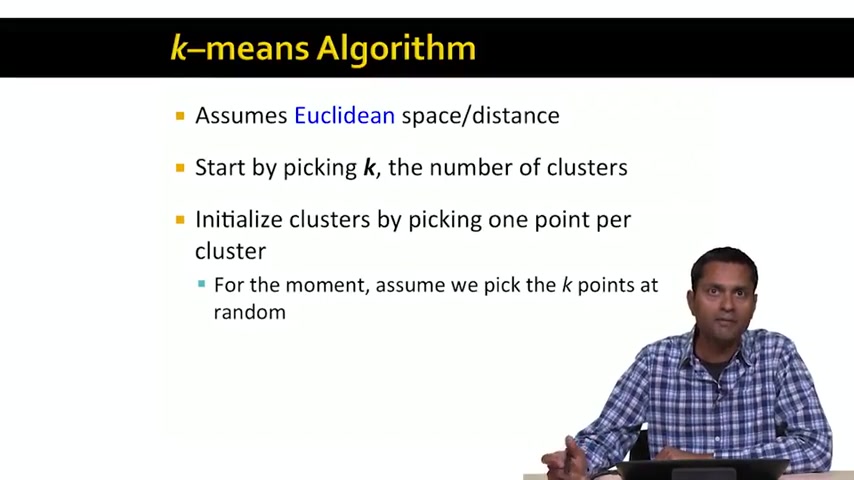 k–means Algorithm
Assumes Euclidean space/distance
Start by picking k, the number of clusters
Initialize clusters by picking one point per
cluster
For the moment, assume we pick the k points at
random